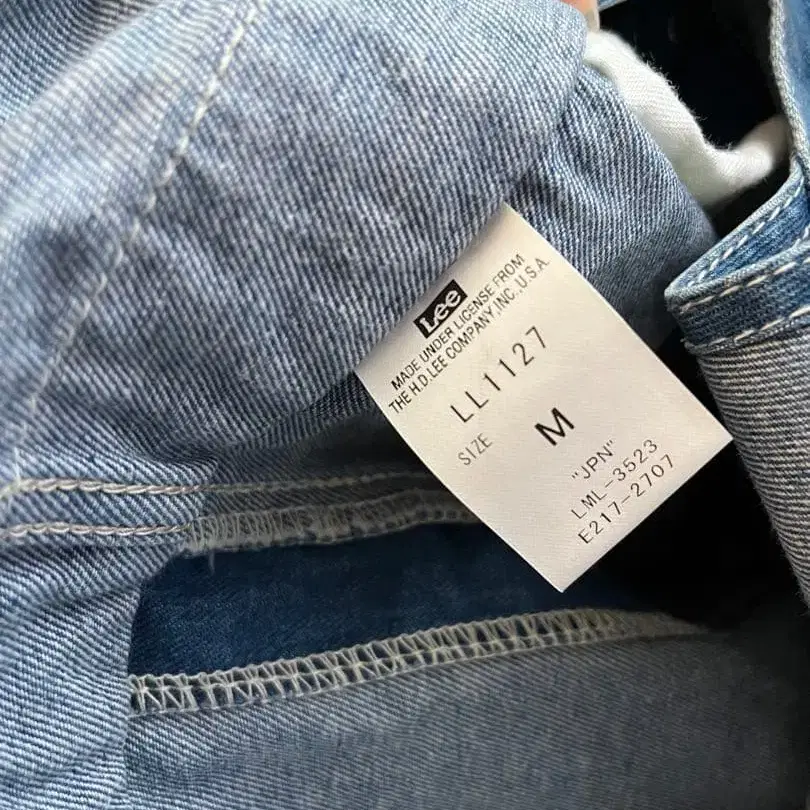 Lee
MADE UNDER LICENSE FROM
THE H.D.LEE COMPANY,INC.,U.S.A.
LL1127
SIZE M
"JPN"
LML-3523
E217-2707